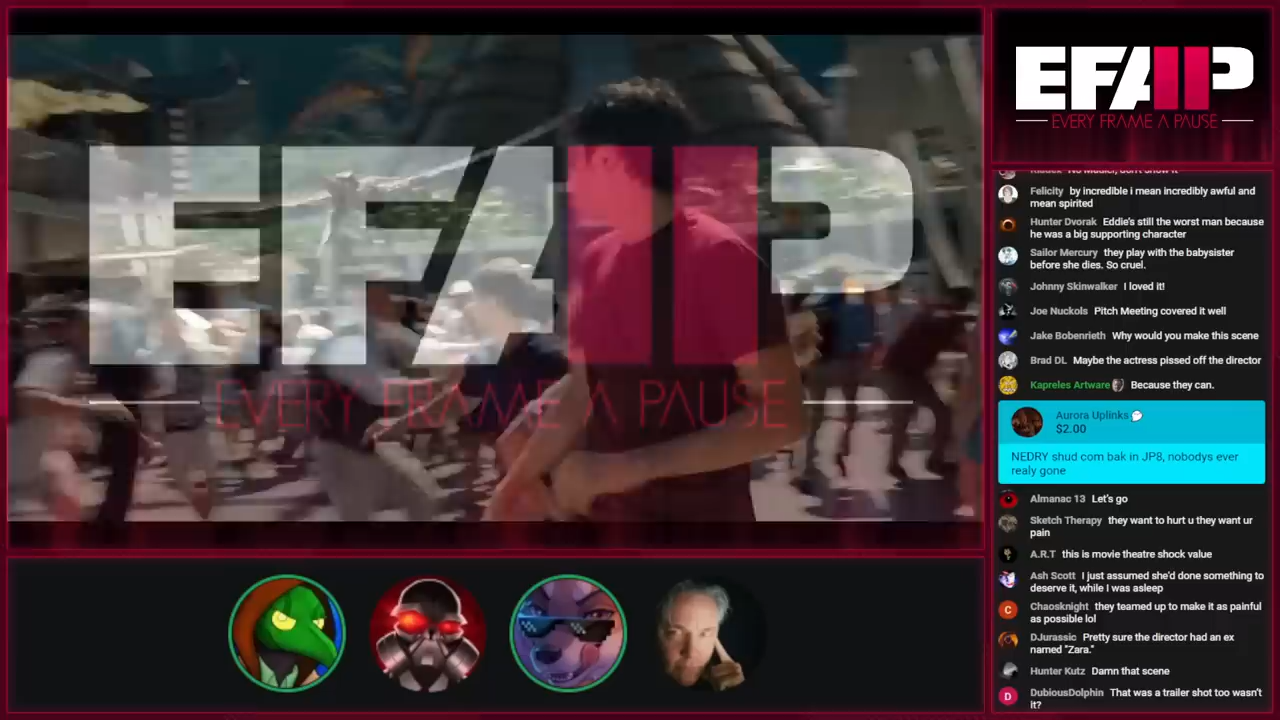 EFAP
EVERY FRAME A PAUSE
EFAP
EVERY FRAME A PAUSE
Felicity by incredible i mean incredibly awful and
mean spirited
Hunter Dvorak Eddie's still the worst man because
he was a big supporting character
Sailor Mercury they play with the babysister
before she dies. So cruel.
Johnny Skinwalker I loved it!
Joe Nuckols Pitch Meeting covered it well
Jake Bobenrieth Why would you make this scene
Brad DL Maybe the actress pissed off the director
Kapreles Artware Because they can.
Aurora Uplinks
$2.00
NEDRY shud com bak in JP8, nobodys ever
realy gone
Almanac 13 Let's go
Sketch Therapy they want to hurt u they want ur
pain
A.R.T this is movie theatre shock value
Ash Scott I just assumed she'd done something to
deserve it, while I was asleep
C
Chaosknight they teamed up to make it as painful
as possible lol
DJurassic Pretty sure the director had an ex
named "Zara."
Hunter Kutz Damn that scene
D
DubiousDolphin That was a trailer shot too wasn't
it?